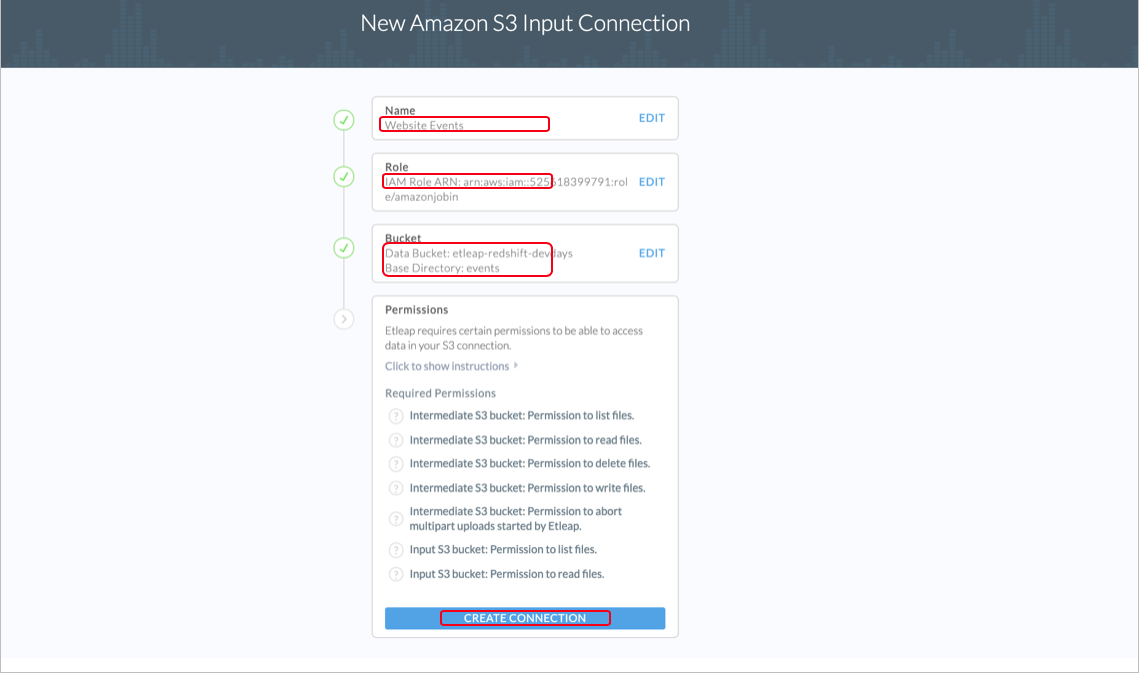 New Amazon S3 Input Connection
Name
Website Events
EDIT
Role
IAM Role ARN: arn:aws:iam::525618399791:rol
e/amazonjobin
EDIT
Bucket
Data Bucket: etleap-redshift-devdays
Base Directory: events
EDIT
Permissions
Etleap requires certain permissions to be able to access
data in your S3 connection.
Click to show instructions
Required Permissions
? Intermediate S3 bucket: Permission to list files.
? Intermediate S3 bucket: Permission to read files.
? Intermediate S3 bucket: Permission to delete files.
? Intermediate S3 bucket: Permission to write files.
? Intermediate S3 bucket: Permission to abort
multipart uploads started by Etleap.
? Input S3 bucket: Permission to list files.
? Input S3 bucket: Permission to read files.
CREATE CONNECTION